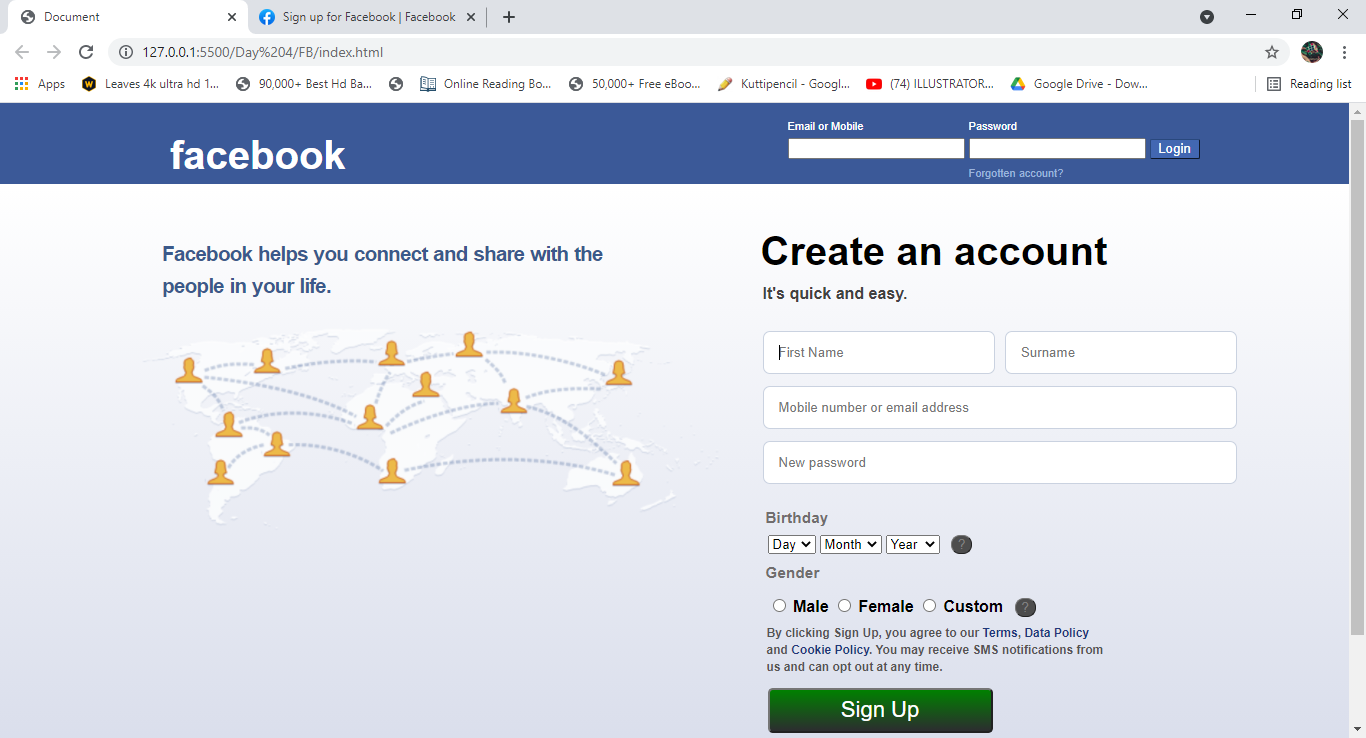 Document
Sign up for Facebook | Facebook
127.0.0.1:5500/Day%204/FB/index.html
Apps
Leaves 4k ultra hd 1...
90,000+ Best Hd Ba...
Online Reading Bo...
50,000+ Free eBoo...
Kuttipencil - Googl...
(74) ILLUSTRATOR...
Google Drive - Dow...
Reading list
facebook
Email or Mobile
Password
Login
Forgotten account?
Facebook helps you connect and share with the
people in your life.
Create an account
It's quick and easy.
First Name
Surname
Mobile number or email address
New password
Birthday
Day
Month
Year
?
Gender
Male
Female
Custom
?
By clicking Sign Up, you agree to our Terms, Data Policy
and Cookie Policy. You may receive SMS notifications from
us and can opt out at any time.
Sign Up